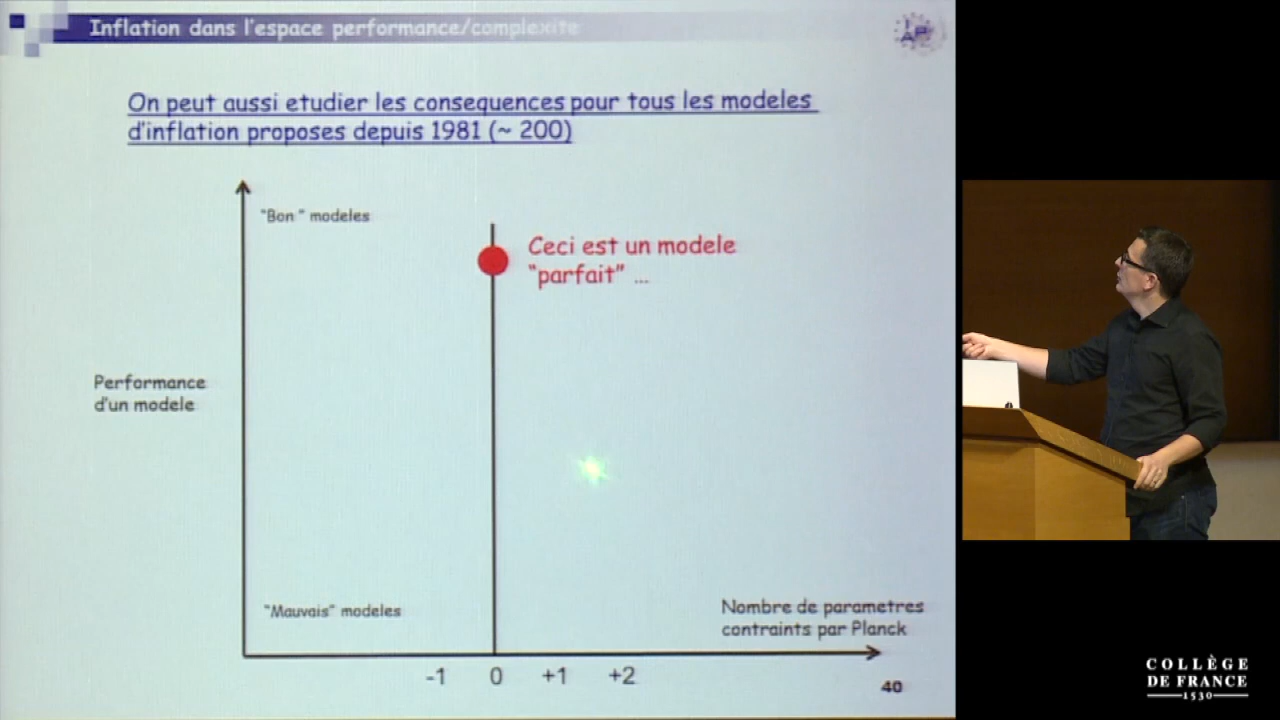 Inflation dans l'espace performance/complexite
AP
On peut aussi etudier les consequences pour tous les modeles
d'inflation proposes depuis 1981 (~ 200)
"Bon " modeles
Ceci est un modele
"parfait" ...
Performance
d'un modele
"Mauvais" modeles
Nombre de parametres
contraints par Planck
-1 0 +1 +2
40
COLLÈGE
DE FRANCE
1530